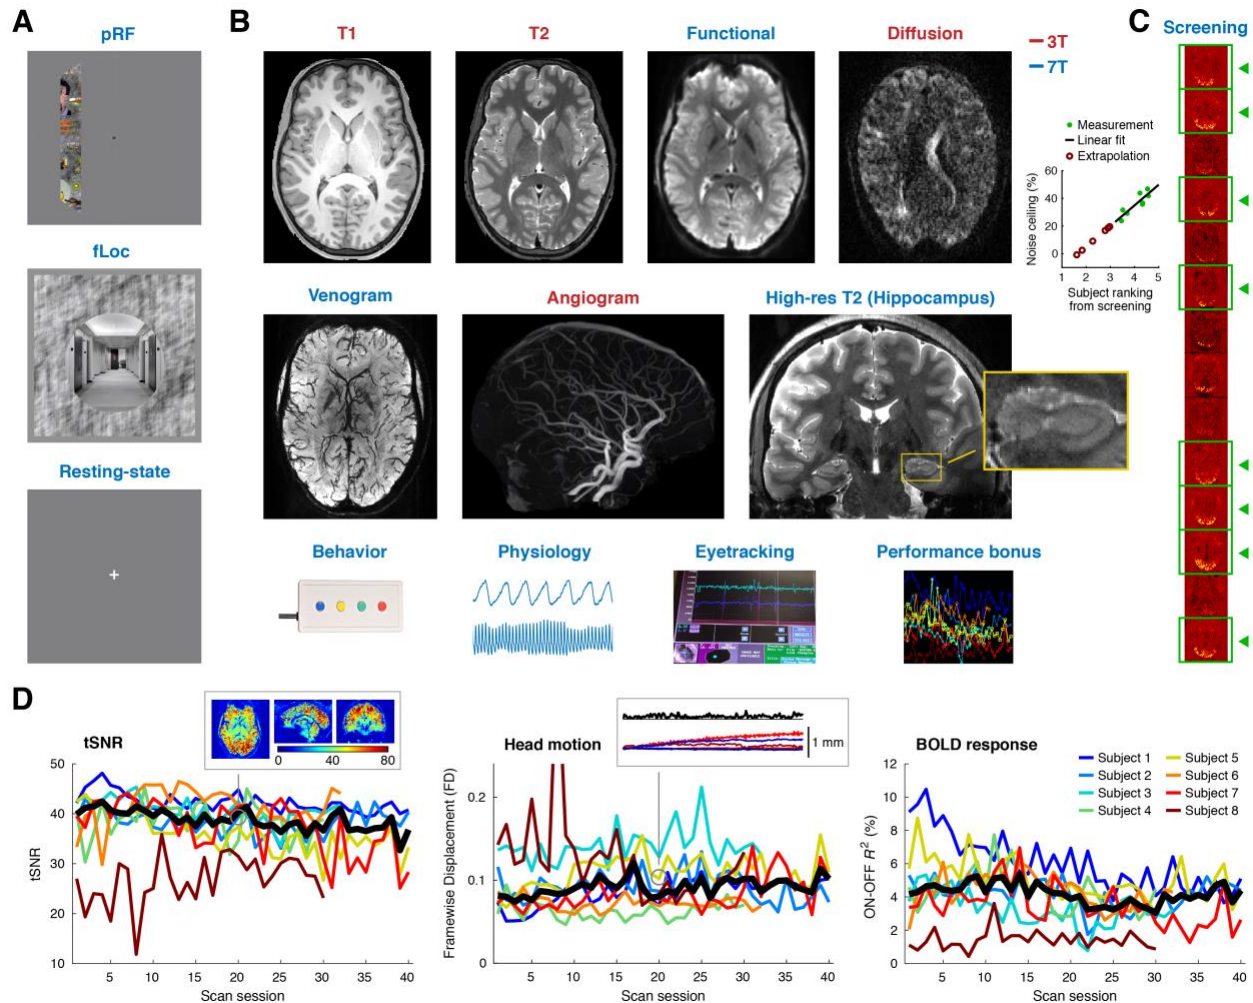 A
pRF
fLoc
Resting-state
B
T1
T2
Functional
Diffusion
3T
7T
Measurement
Linear fit
Extrapolation
Noise ceiling (%)
60
40
20
0
1 2 3 4 5
Subject ranking
from screening
Venogram
Angiogram
High-res T2 (Hippocampus)
Behavior
Physiology
Eyetracking
Performance bonus
C
Screening
D
tSNR
0 40 80
tSNR
50
40
30
20
10
5 10 15 20 25 30 35 40
Scan session
Head motion
1 mm
Framewise Displacement (FD)
0.2
0.1
0
5 10 15 20 25 30 35 40
Scan session
BOLD response
Subject 1
Subject 2
Subject 3
Subject 4
Subject 5
Subject 6
Subject 7
Subject 8
ON-OFF R² (%)
12
10
8
6
4
2
0
5 10 15 20 25 30 35 40
Scan session